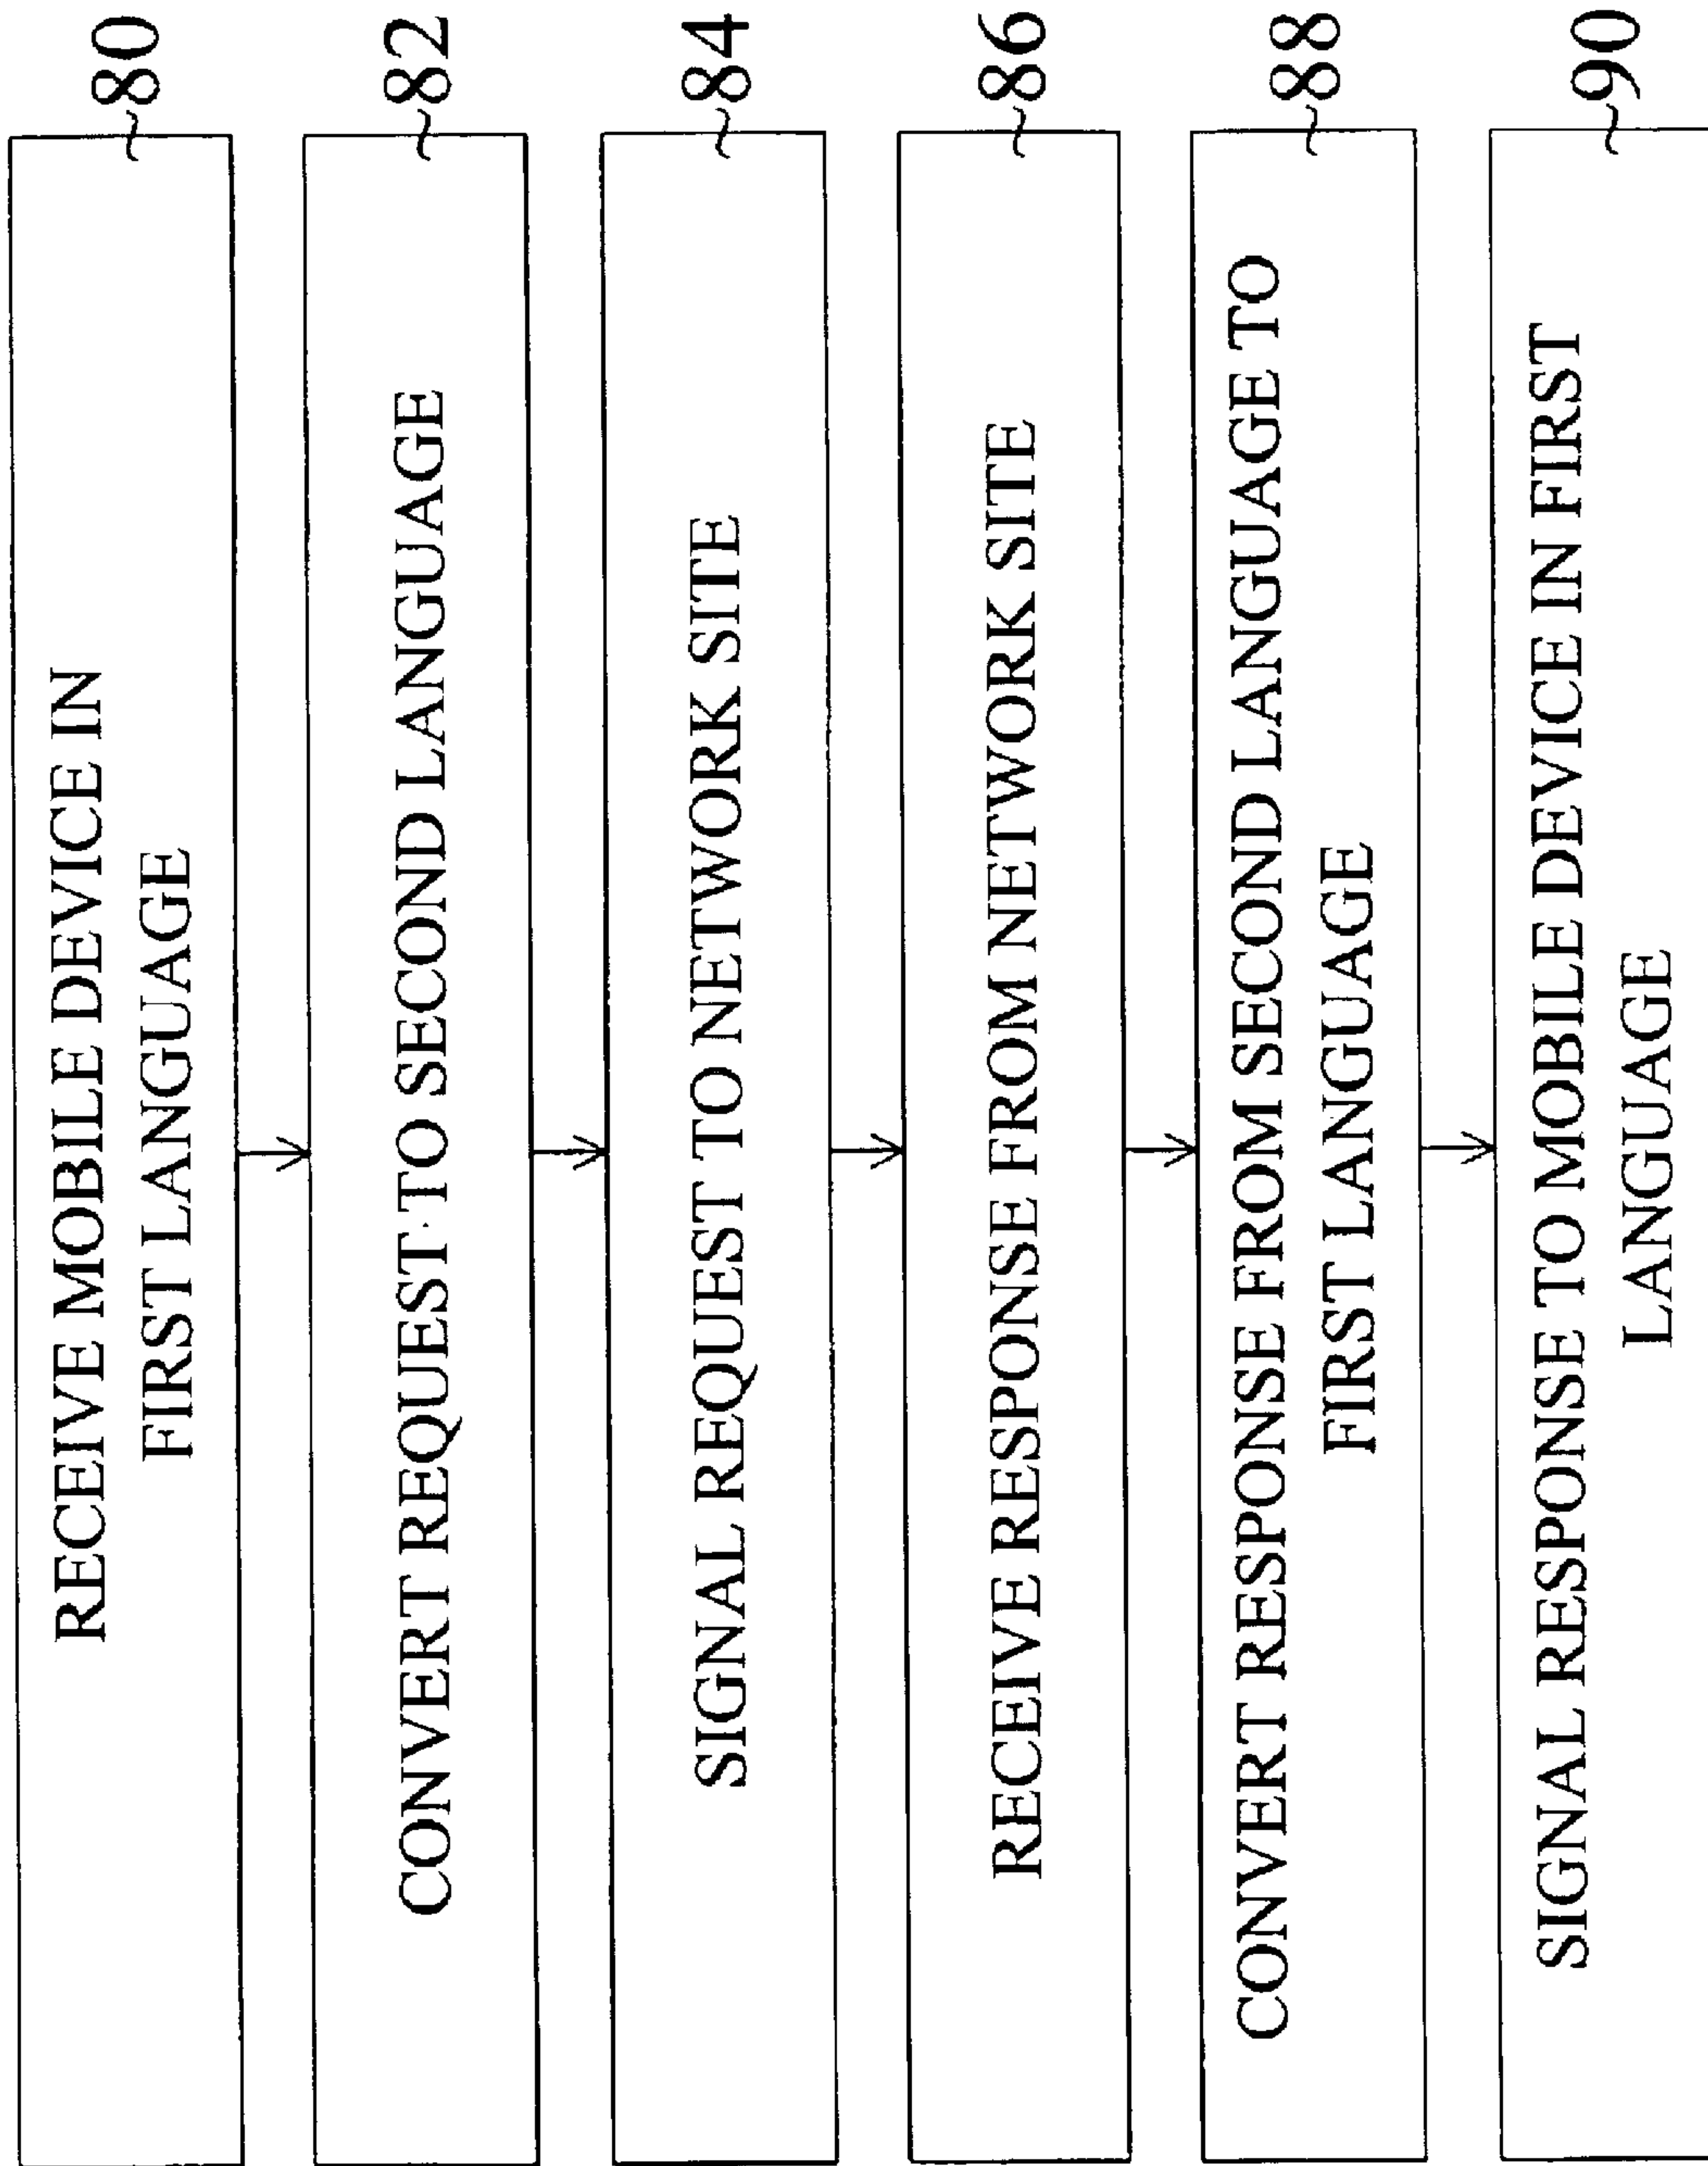 RECEIVE MOBILE DEVICE IN
FIRST LANGUAGE
~80
CONVERT REQUEST TO SECOND LANGUAGE
~82
SIGNAL REQUEST TO NETWORK SITE
~84
RECEIVE RESPONSE FROM NETWORK SITE
~86
CONVERT RESPONSE FROM SECOND LANGUAGE TO
FIRST LANGUAGE
~88
SIGNAL RESPONSE TO MOBILE DEVICE IN FIRST
LANGUAGE
~90